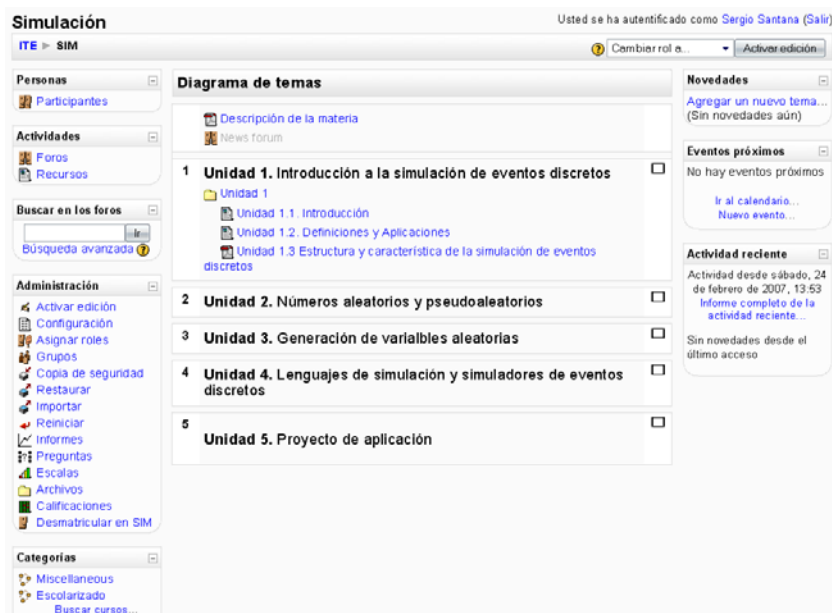 Simulación
Usted se ha autentificado como Sergio Santana (Salir)
ITE ► SIM
Cambiar rol a...
Activar edición
Personas
Participantes
Actividades
Foros
Recursos
Buscar en los foros
Ir
Búsqueda avanzada
Administración
Activar edición
Configuración
Asignar roles
Grupos
Copia de seguridad
Restaurar
Importar
Reiniciar
Informes
Preguntas
Escalas
Archivos
Calificaciones
Desmatricular en SIM
Categorías
Miscellaneous
Escolarizado
Buscar cursos...
Diagrama de temas
Descripción de la materia
News forum
1 Unidad 1. Introducción a la simulación de eventos discretos
Unidad 1
Unidad 1.1. Introducción
Unidad 1.2. Definiciones y Aplicaciones
Unidad 1.3 Estructura y característica de la simulación de eventos
discretos
2 Unidad 2. Números aleatorios y pseudoaleatorios
3 Unidad 3. Generación de varialbles aleatorias
4 Unidad 4. Lenguajes de simulación y simuladores de eventos
discretos
5
Unidad 5. Proyecto de aplicación
Novedades
Agregar un nuevo tema...
(Sin novedades aún)
Eventos próximos
No hay eventos próximos
Ir al calendario...
Nuevo evento...
Actividad reciente
Actividad desde sábado, 24
de febrero de 2007, 13:53
Informe completo de la
actividad reciente...
Sin novedades desde el
último acceso